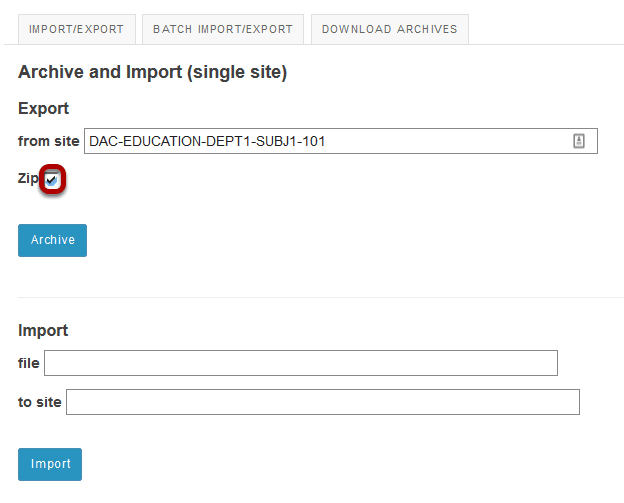 IMPORT/EXPORT BATCH IMPORT/EXPORT DOWNLOAD ARCHIVES
Archive and Import (single site)
Export
from site DAC-EDUCATION-DEPT1-SUBJ1-101
Zip
Archive
Import
file
to site
Import